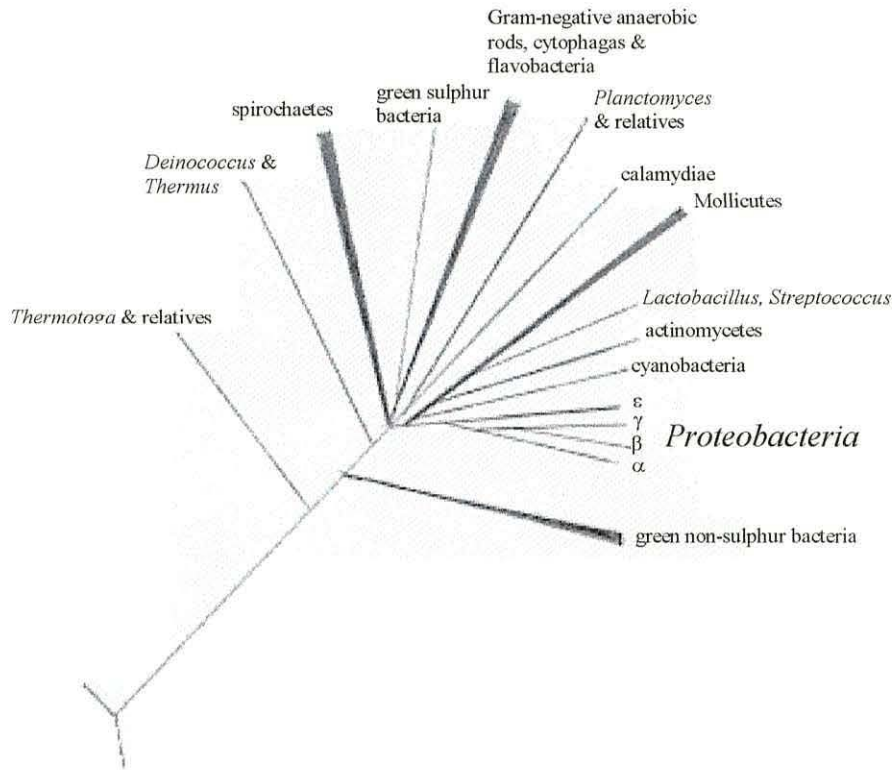 Gram-negative anaerobic
rods, cytophagas &
flavobacteria
green sulphur
bacteria
spirochaetes
Planctomyces
& relatives
Deinococcus &
Thermus
calamydiae
Mollicutes
Thermotoga & relatives
Lactobacillus, Streptococcus
actinomycetes
cyanobacteria
ε
γ
β
α
Proteobacteria
green non-sulphur bacteria